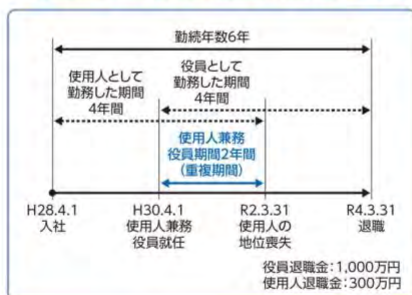 勤続年数6年
使用人として
勤務した期間
4年間
役員として
勤務した期間
4年間
使用人兼務
役員期間2年間
(重複期間)
H28.4.1
入社
H30.4.1
使用人兼務
役員就任
R2.3.31
使用人の
地位喪失
R4.3.31
退職
役員退職金:1,000万円
使用人退職金:300万円